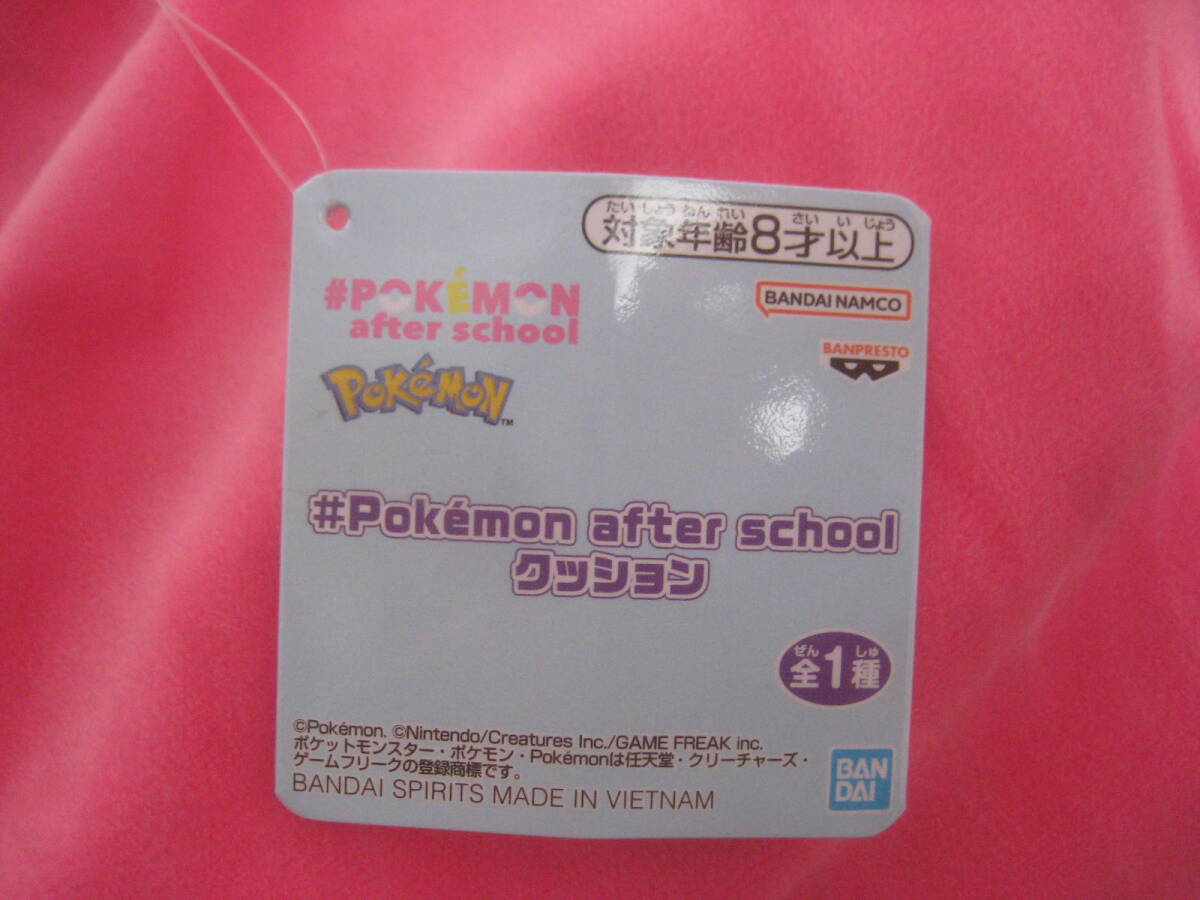 たいしょうねんれい さいいじょう
対象年齢8才以上
#POKÉMON
after school
BANDAI NAMCO
BANPRESTO
POKÉMON™
#Pokémon after school
クッション
ぜん しゅ
全1種
©Pokémon. ©Nintendo/Creatures Inc./GAME FREAK inc.
ポケットモンスター・ポケモン・Pokémonは任天堂・クリーチャーズ・
ゲームフリークの登録商標です。
BANDAI SPIRITS MADE IN VIETNAM
BAN
DAI